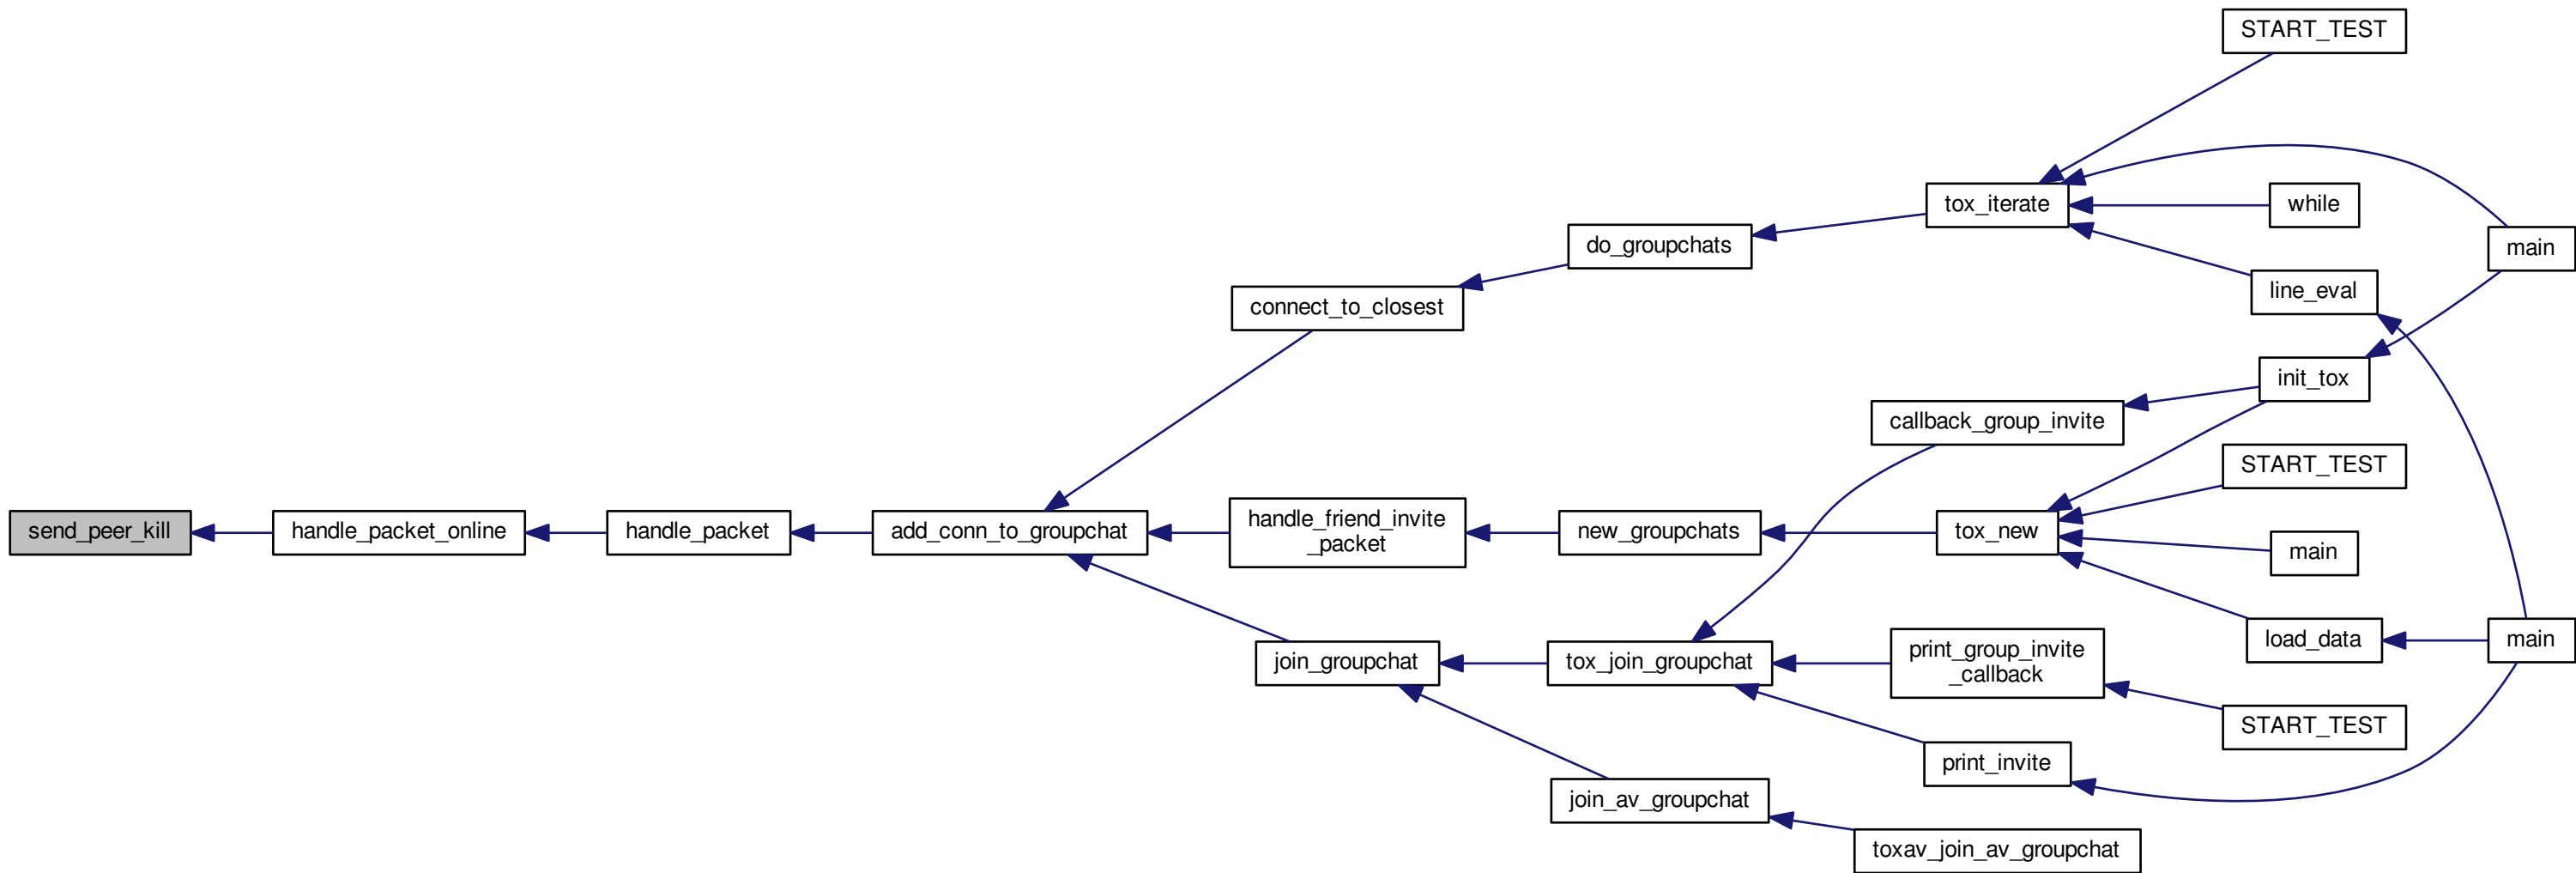 START_TEST
tox_iterate
while
do_groupchats
main
line_eval
connect_to_closest
init_tox
callback_group_invite
START_TEST
send_peer_kill
handle_packet_online
handle_packet
add_conn_to_groupchat
handle_friend_invite
_packet
new_groupchats
tox_new
main
load_data
main
join_groupchat
tox_join_groupchat
print_group_invite
_callback
START_TEST
print_invite
join_av_groupchat
toxav_join_av_groupchat